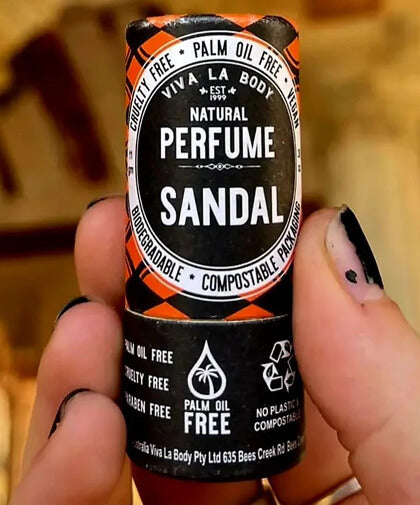 CRUELTY FREE * PALM OIL FREE * VEGAN
VIVA LA BODY
EST
1999
NATURAL
PERFUME
SANDAL
BIODEGRADABLE * COMPOSTABLE PACKAGING
PALM OIL FREE
CRUELTY FREE
PARABEN FREE
PALM OIL
FREE
NO PLASTIC
COMPOSTABLE
Viva La Body Pty Ltd 635 Bees Creek Rd Bees